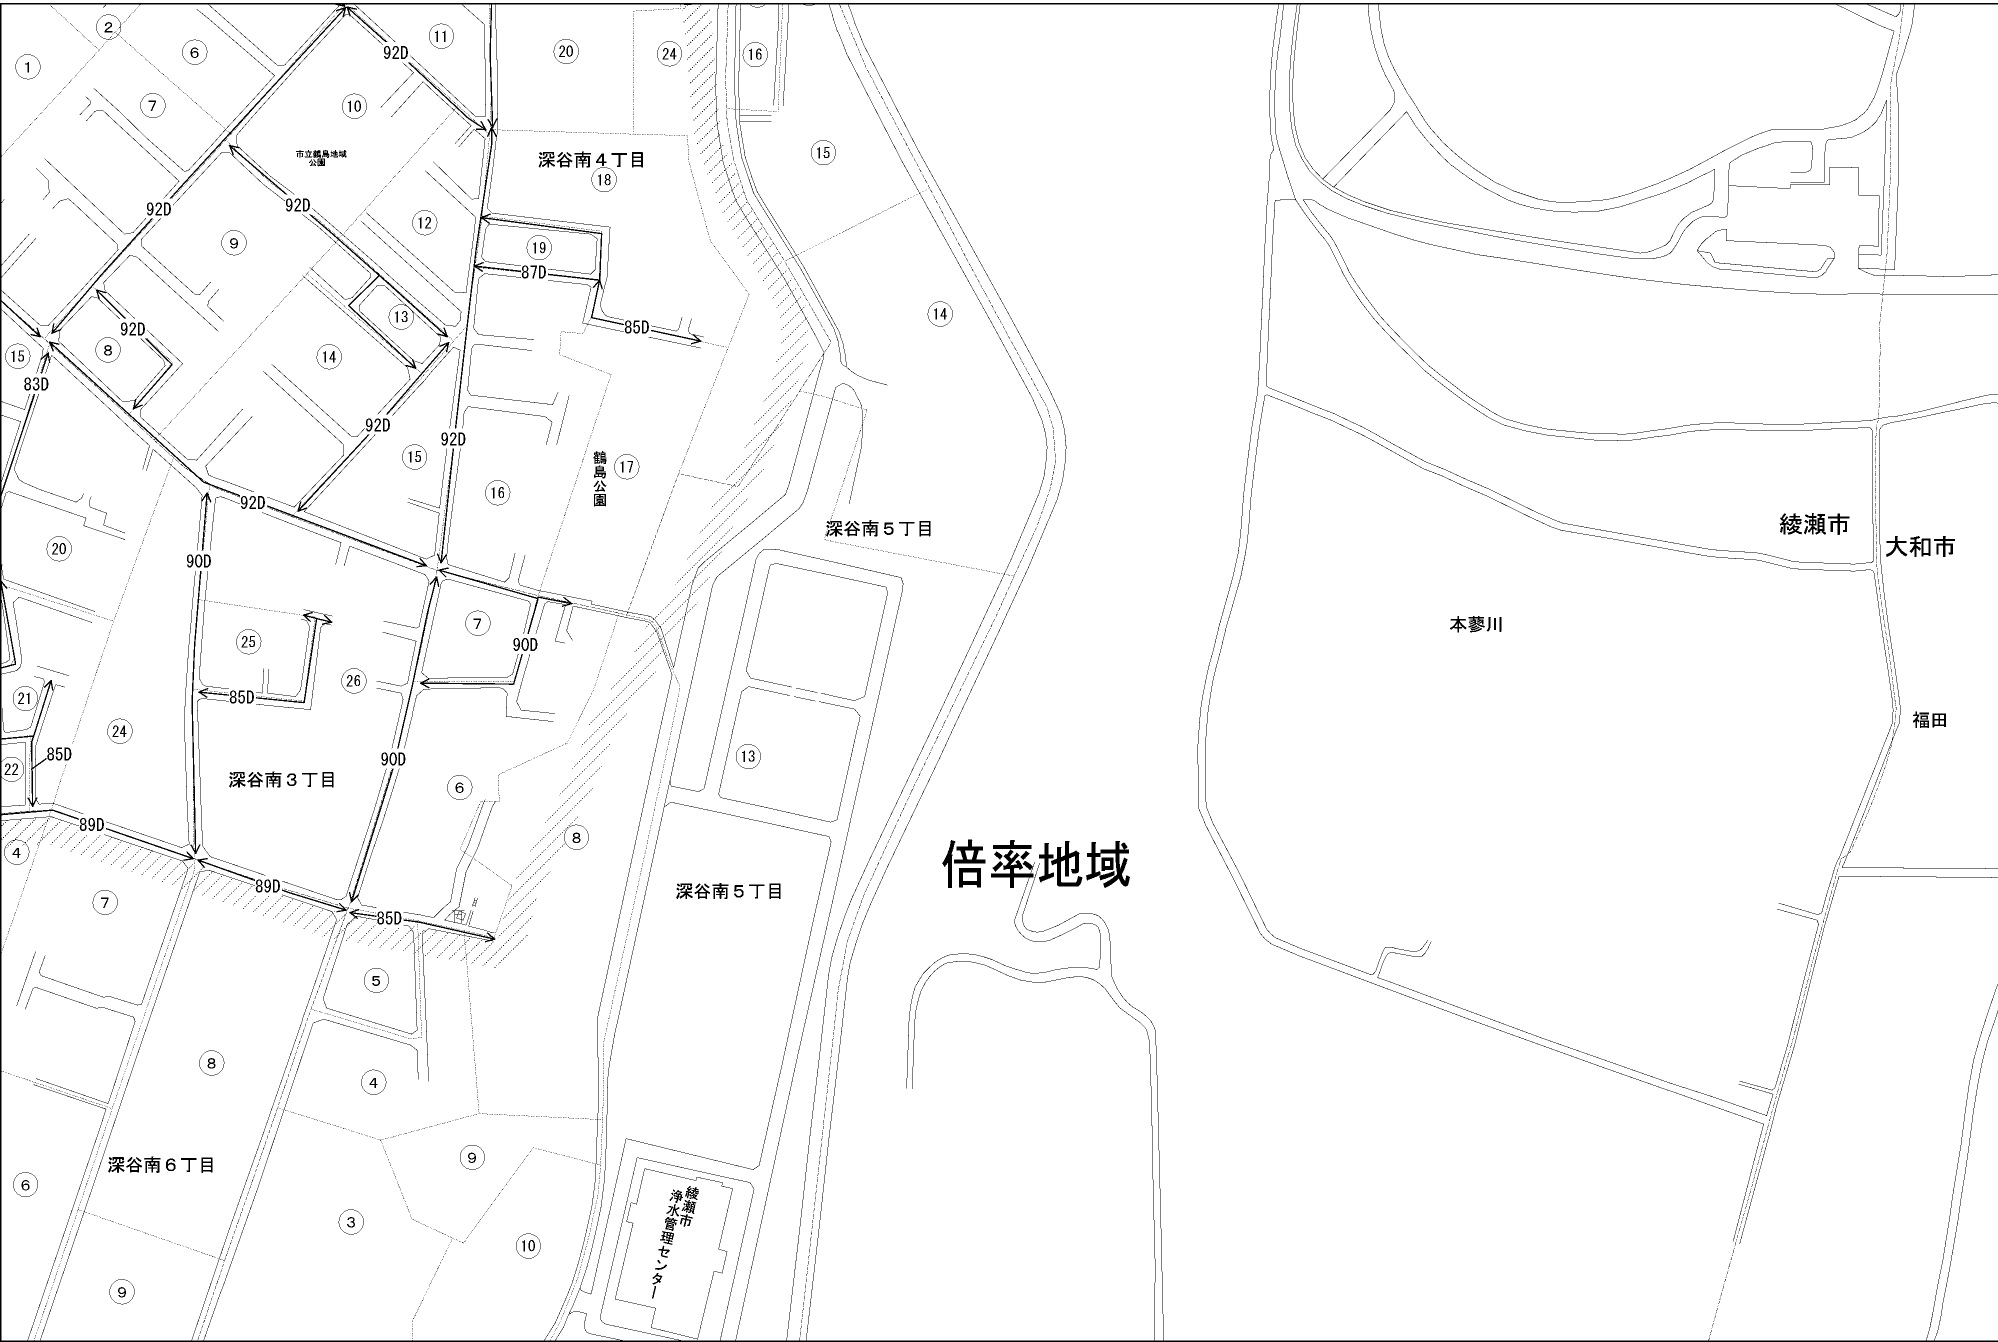 2
11
1
6
92D
20
24
16
7
10
市立鶴島地域
公園
15
深谷南４丁目
18
92D
92D
12
9
19
87D
14
13
92D
85D
15
8
14
83D
92D
92D
15
鶴島公園
17
16
92D
深谷南５丁目
綾瀬市
大和市
20
90D
本蓼川
7
25
90D
26
85D
21
福田
24
85D
22
90D
13
深谷南３丁目
6
89D
8
4
倍率地域
89D
深谷南５丁目
7
85D
5
8
4
深谷南６丁目
9
6
綾瀬市
浄水管理センター
3
10
9